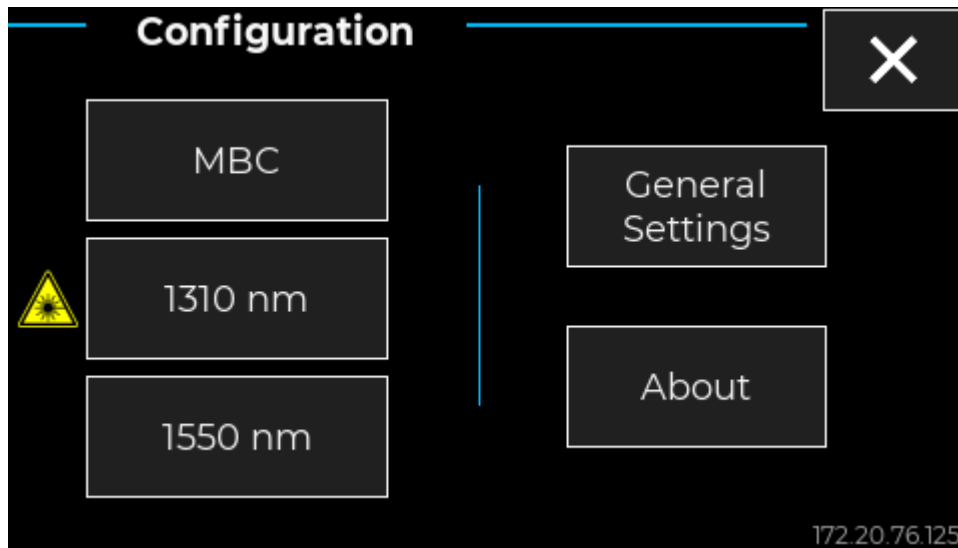 Configuration
MBC
1310 nm
1550 nm
General
Settings
About
172.20.76.125